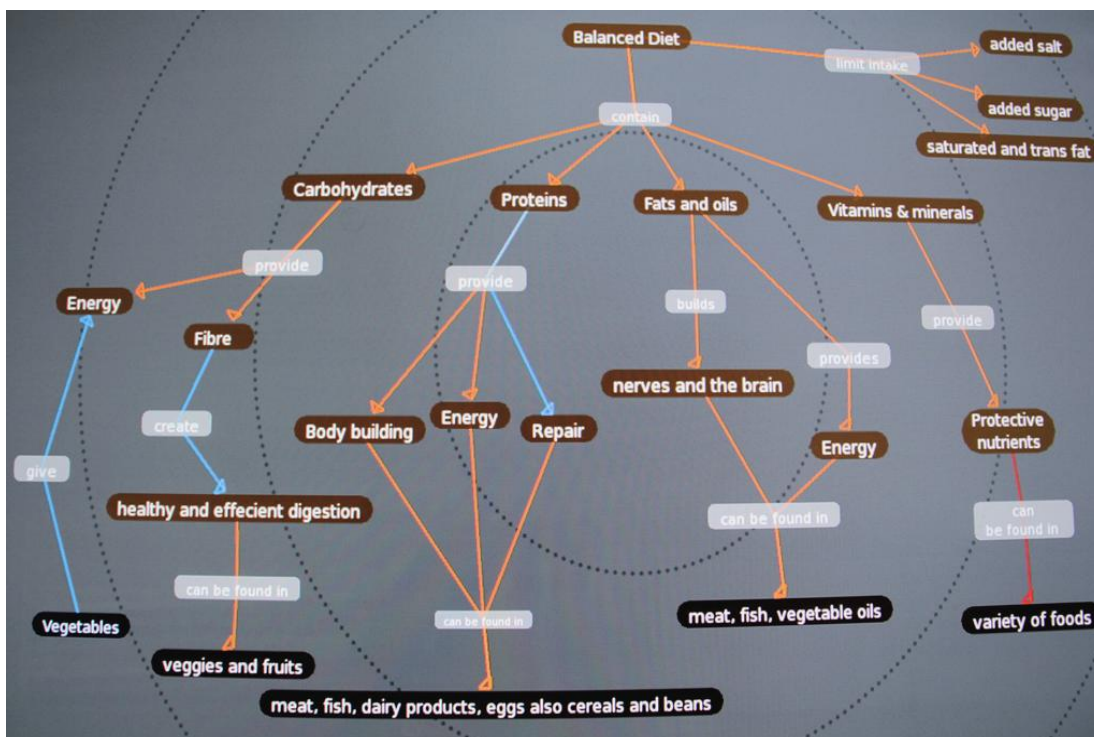 Balanced Diet
added salt
limit intake
added sugar
contain
saturated and trans fat
Carbohydrates
Proteins
Fats and oils
Vitamins & minerals
provide
provide
Energy
builds
provide
Fibre
provides
nerves and the brain
create
Body building
Energy
Repair
Energy
Protective
nutrients
give
healthy and effecient digestion
can be found in
can
be found in
can be found in
can be found in
Vegetables
meat, fish, vegetable oils
variety of foods
veggies and fruits
meat, fish, dairy products, eggs also cereals and beans